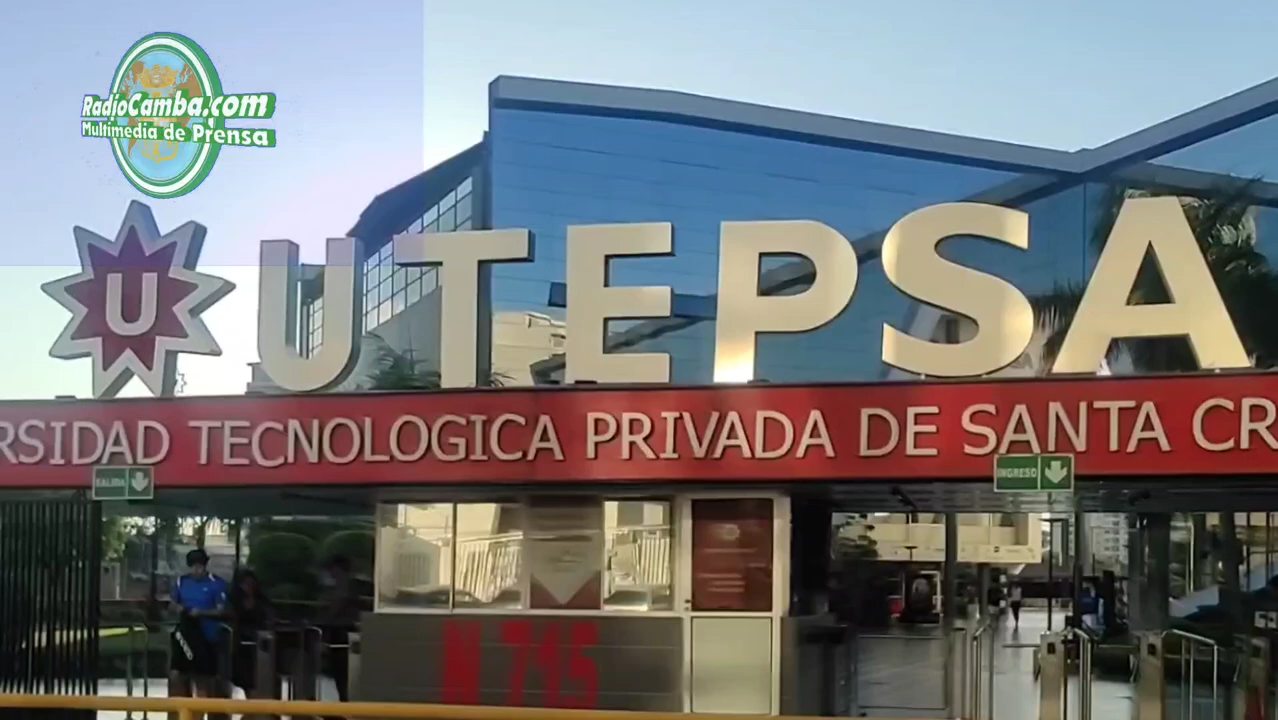 RadioCamba.com
Multimedia de Prensa
U
UTEPSA
RSIDAD TECNOLOGICA PRIVADA DE SANTA CR
SALIDA
INGRESO
N 715